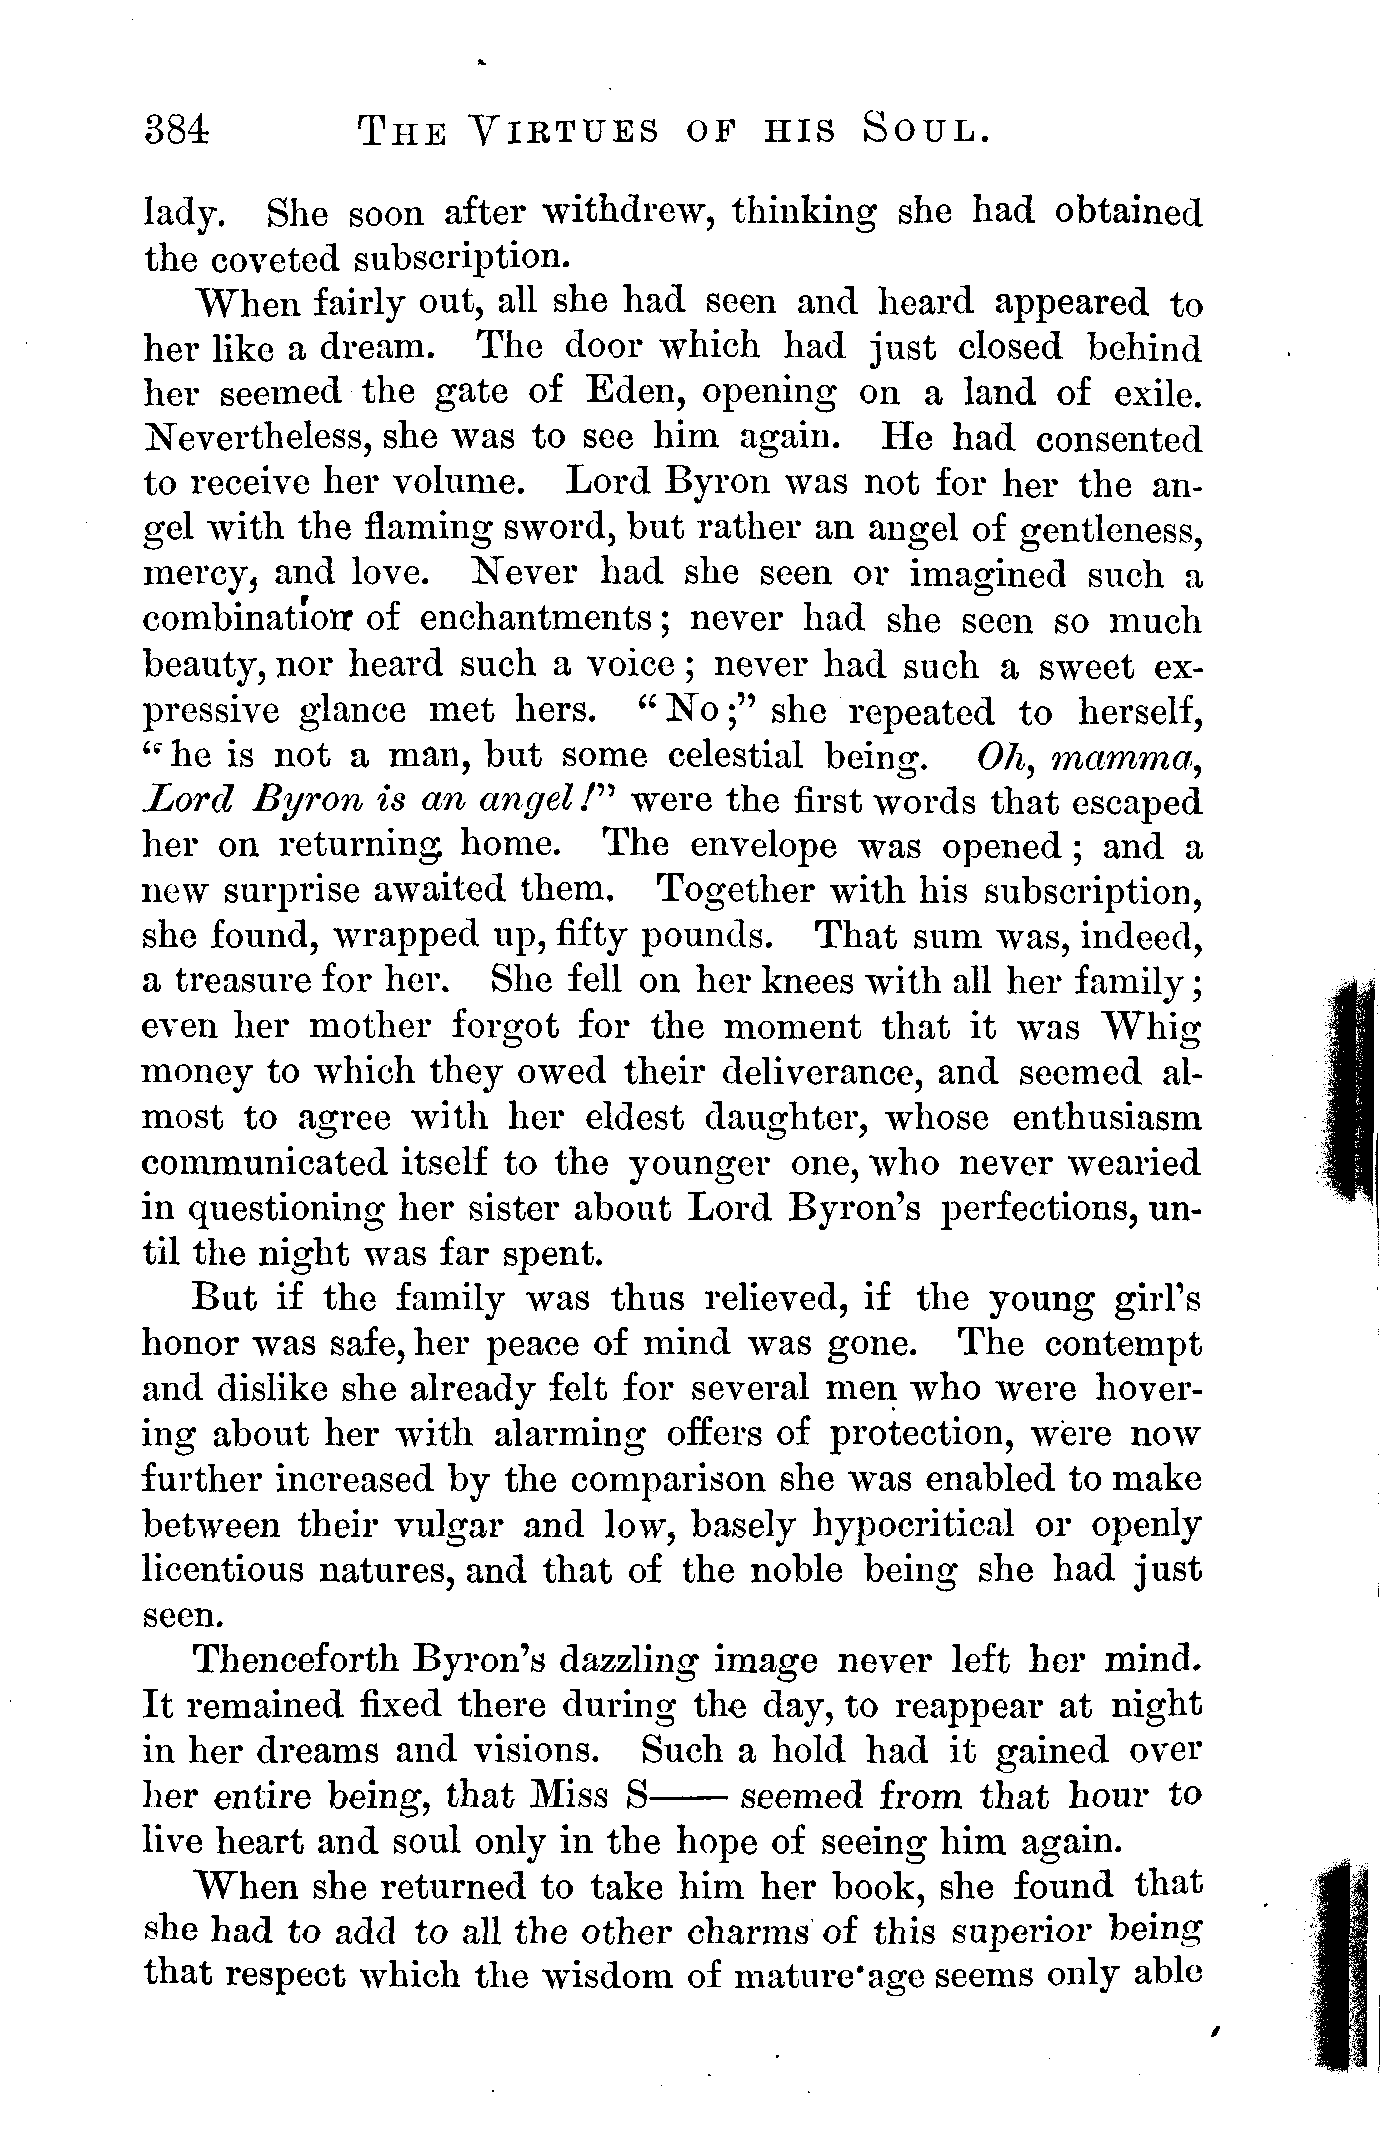 384 THE VIRTUES OF HIS SOUL.
lady. She soon after withdrew, thinking she had obtained
the coveted subscription.
When fairly out, all she had seen and heard appeared to
her like a dream. The door which had just closed behind
her seemed the gate of Eden, opening on a land of exile.
Nevertheless, she was to see him again. He had consented
to receive her volume. Lord Byron was not for her the an-
gel with the flaming sword, but rather an angel of gentleness,
mercy, and love. Never had she seen or imagined such a
combination of enchantments; never had she seen so much
beauty, nor heard such a voice; never had such a sweet ex-
pressive glance met hers. "No;" she repeated to herself,
"he is not a man, but some celestial being. Oh, mamma,
Lord Byron is an angel!" were the first words that escaped
her on returning home. The envelope was opened; and a
new surprise awaited them. Together with his subscription,
she found, wrapped up, fifty pounds. That sum was, indeed,
a treasure for her. She fell on her knees with all her family;
even her mother forgot for the moment that it was Whig
money to which they owed their deliverance, and seemed al-
most to agree with her eldest daughter, whose enthusiasm
communicated itself to the younger one, who never wearied
in questioning her sister about Lord Byron's perfections, un-
til the night was far spent.
But if the family was thus relieved, if the young girl's
honor was safe, her peace of mind was gone. The contempt
and dislike she already felt for several men who were hover-
ing about her with alarming offers of protection, were now
further increased by the comparison she was enabled to make
between their vulgar and low, basely hypocritical or openly
licentious natures, and that of the noble being she had just
seen.
Thenceforth Byron's dazzling image never left her mind.
It remained fixed there during the day, to reappear at night
in her dreams and visions. Such a hold had it gained over
her entire being, that Miss S—— seemed from that hour to
live heart and soul only in the hope of seeing him again.
When she returned to take him her book, she found that
she had to add to all the other charms of this superior being
that respect which the wisdom of mature age seems only able